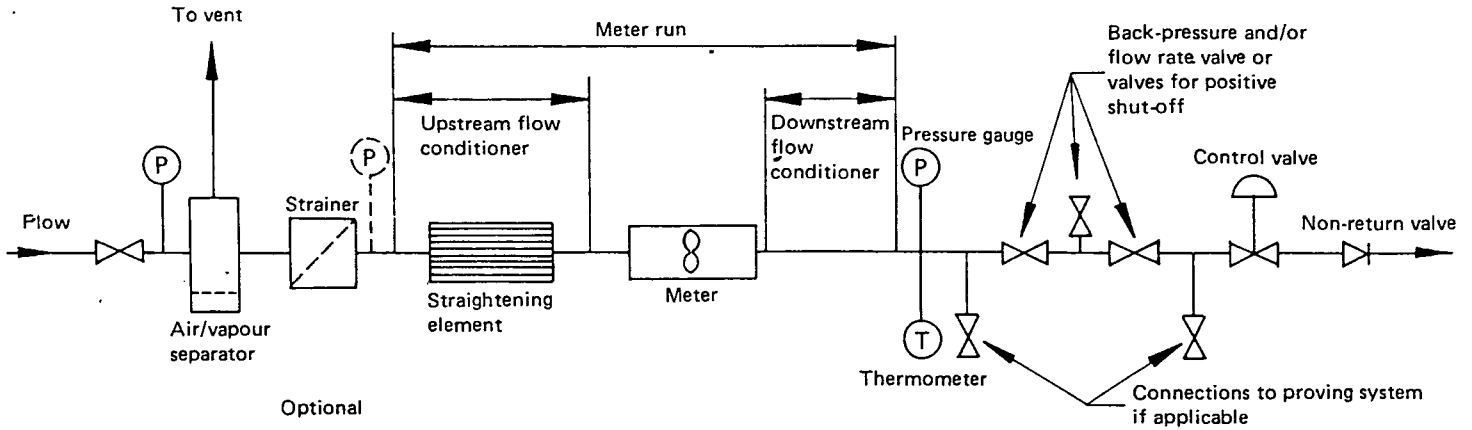 To vent
Meter run
Back-pressure and/or
flow rate valve or
valves for positive
shut-off
Upstream flow
conditioner
Downstream
flow
conditioner
Pressure gauge
Control valve
P
P
P
Strainer
Flow
Non-return valve
Straightening
element
Meter
Air/vapour
separator
T
Thermometer
Connections to proving system
if applicable
Optional